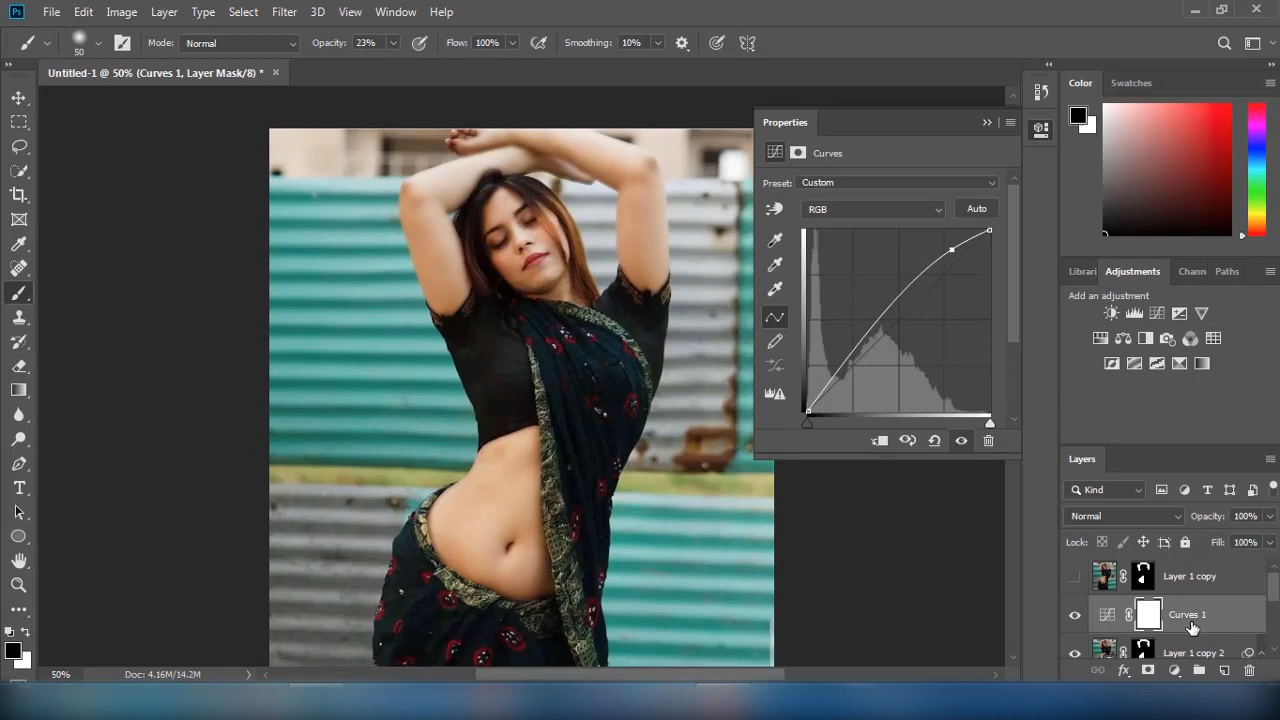 Ps File Edit Image Layer Type Select Filter 3D View Window Help
50 Mode: Normal Opacity: 23% Flow: 100% Smoothing: 10%
Untitled-1 @ 50% (Curves 1, Layer Mask/8) *
Properties
Curves
Preset: Custom
RGB Auto
Color Swatches
Librari Adjustments Chann Paths
Add an adjustment
Layers
Kind
Normal Opacity: 100%
Lock: Fill: 100%
Layer 1 copy
Curves 1
Layer 1 copy 2
fx
50% Doc: 4.16M/14.2M